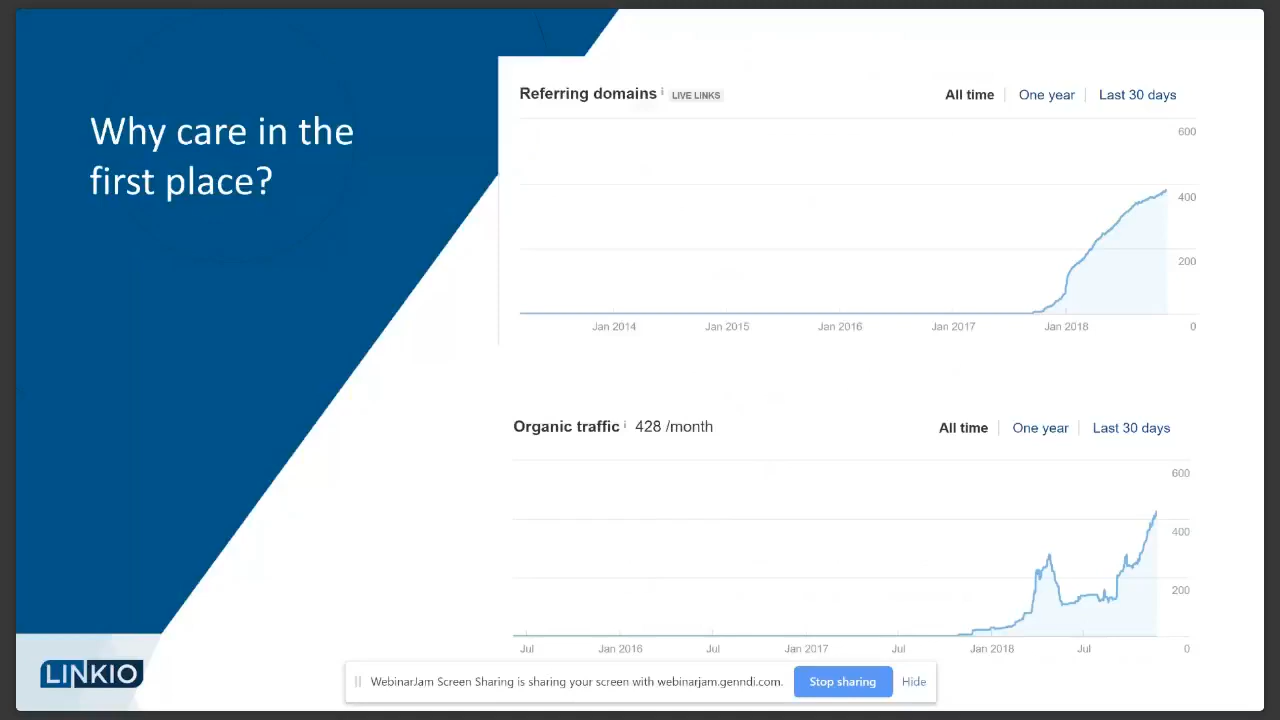 Why care in the
first place?
Referring domains i LIVE LINKS
All time One year Last 30 days
600
400
200
Jan 2014 Jan 2015 Jan 2016 Jan 2017 Jan 2018 0
Organic traffic i 428 /month
All time One year Last 30 days
600
400
200
Jul Jan 2016 Jul Jan 2017 Jul Jan 2018 Jul 0
LINKIO
WebinarJam Screen Sharing is sharing your screen with webinarjam.genndi.com. Stop sharing Hide